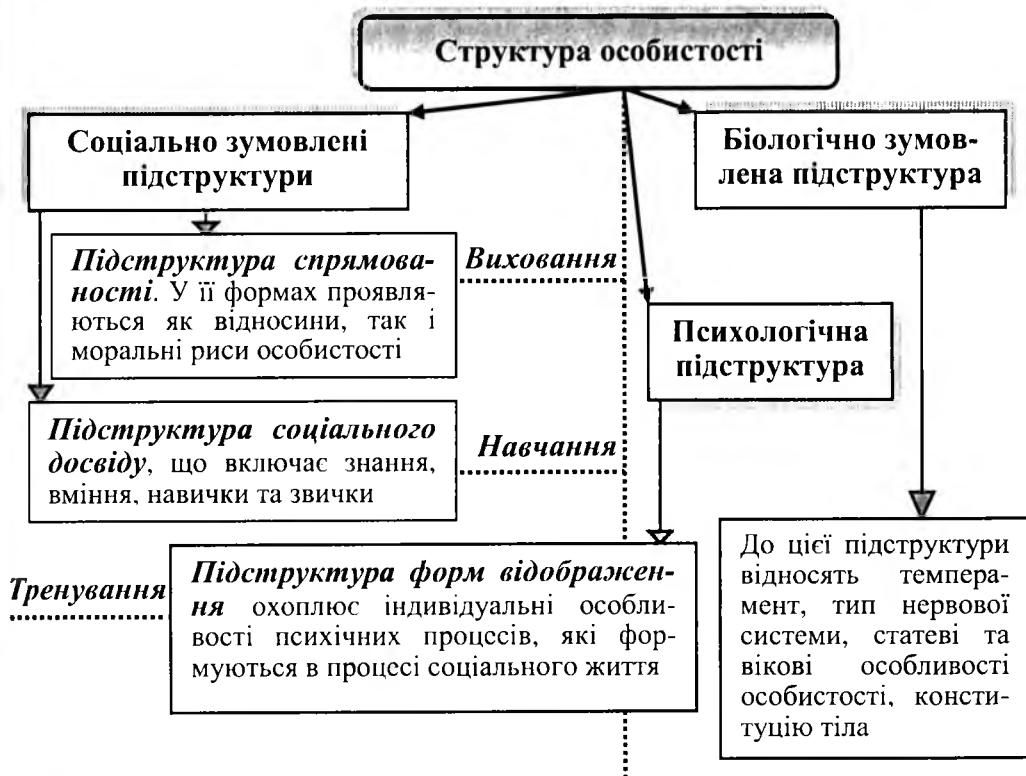 Структура особистості
Соціально зумовлені
підструктури
Біологічно зумов-
лена підструктура
Підструктура спрямова-
ності. У її формах проявля-
ються як відносини, так і
моральні риси особистості
Виховання
Психологічна
підструктура
Підструктура соціального
досвіду, що включає знання,
вміння, навички та звички
Навчання
Тренування
Підструктура форм відображен-
ня охоплює індивідуальні особли-
вості психічних процесів, які фор-
муються в процесі соціального життя
До цієї підструктури
відносять темпера-
мент, тип нервової
системи, статеві та
вікові особливості
особистості, консти-
туцію тіла